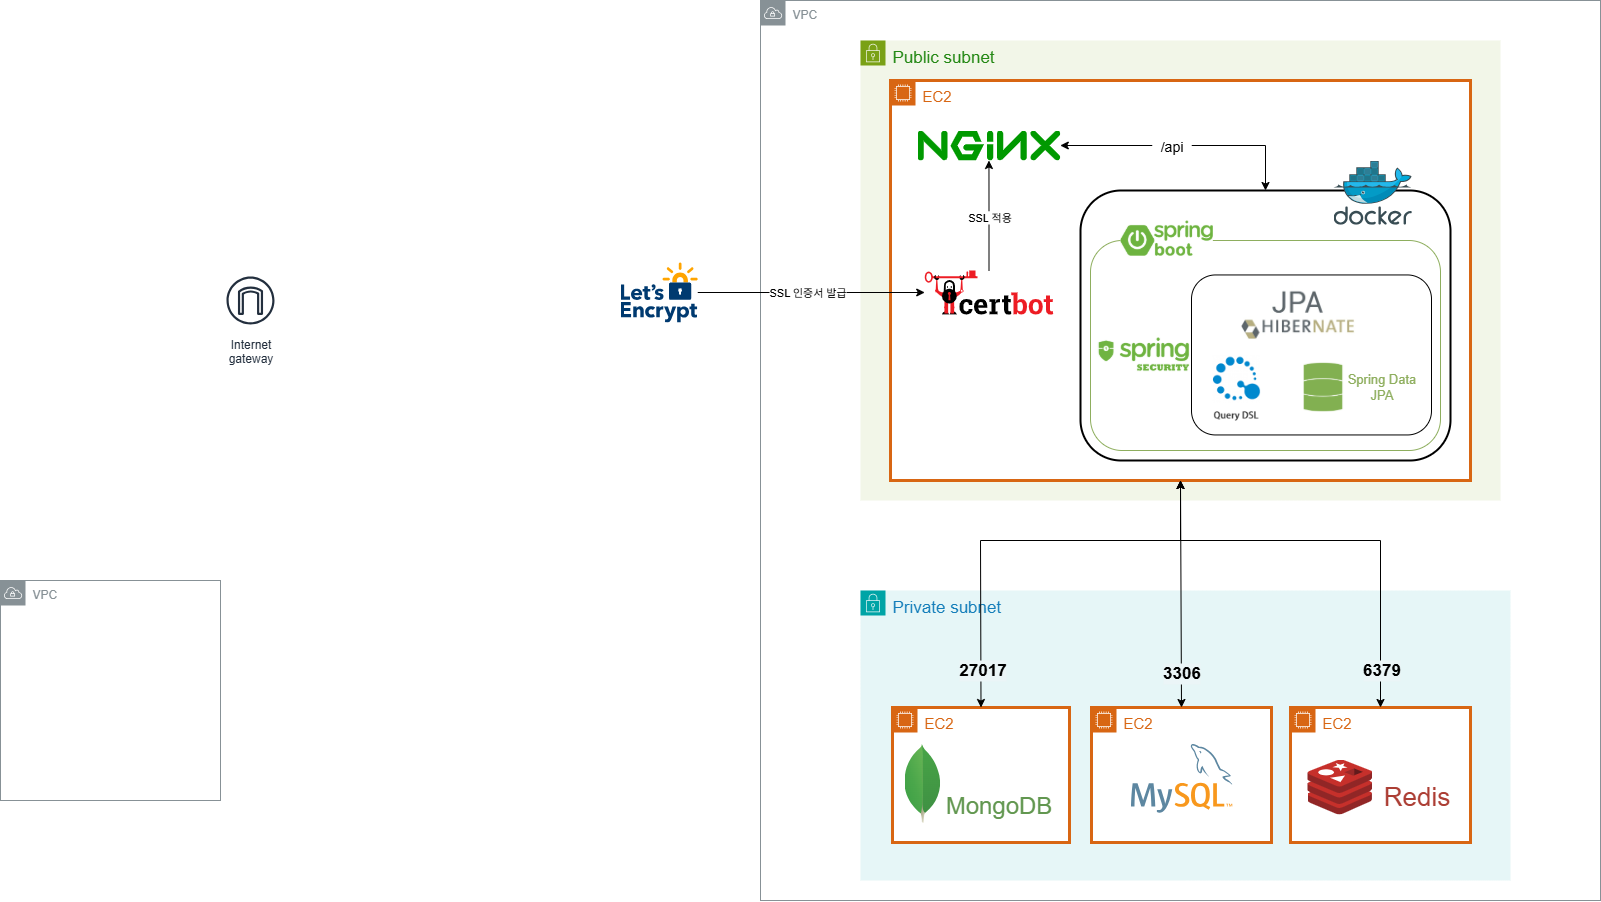 VPC
Public subnet
EC2
NGINX
/api
docker
SSL 적용
spring
boot
Let's
Encrypt
SSL 인증서 발급
certbot
JPA
HIBERNATE
spring
SECURITY
Query DSL
Spring Data
JPA
Internet
gateway
VPC
Private subnet
27017
3306
6379
EC2
MongoDB
EC2
MySQL™
EC2
Redis